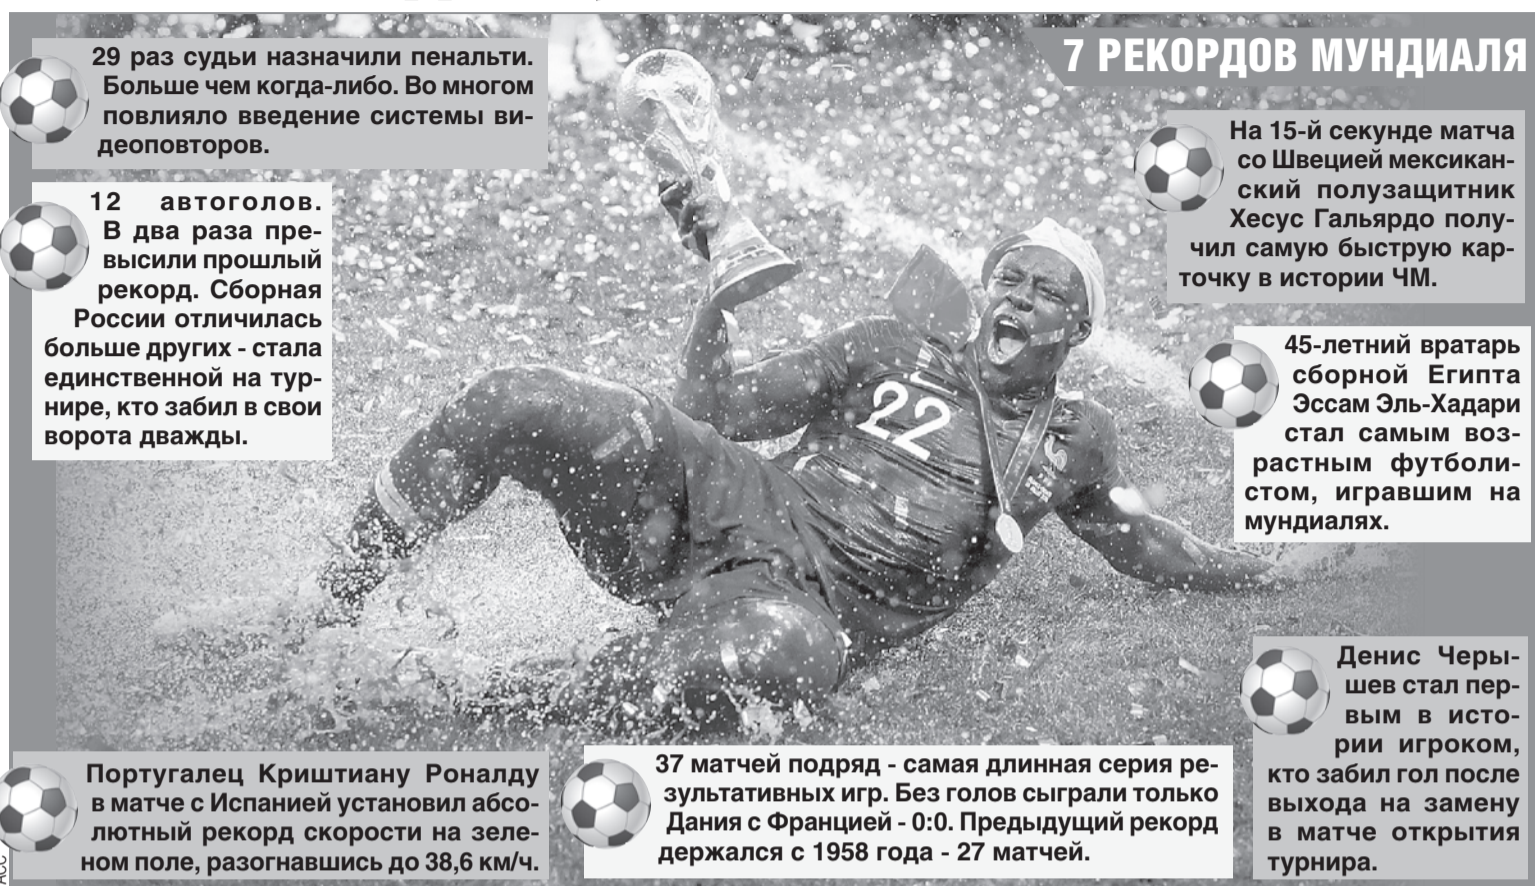 7 РЕКОРДОВ МУНДИАЛЯ
29 раз судьи назначили пенальти.
Больше чем когда-либо. Во многом
повлияло введение системы ви-
деоповторов.
12 автоголов.
В два раза пре-
высили прошлый
рекорд. Сборная
России отличилась
больше других - стала
единственной на тур-
нире, кто забил в свои
ворота дважды.
Португалец Криштиану Роналду
в матче с Испанией установил абсо-
лютный рекорд скорости на зеле-
ном поле, разогнавшись до 38,6 км/ч.
37 матчей подряд - самая длинная серия ре-
зультативных игр. Без голов сыграли только
Дания с Францией - 0:0. Предыдущий рекорд
держался с 1958 года - 27 матчей.
На 15-й секунде матча
со Швецией мексикан-
ский полузащитник
Хесус Гальярдо полу-
чил самую быструю кар-
точку в истории ЧМ.
45-летний вратарь
сборной Египта
Эссам Эль-Хадари
стал самым воз-
растным футболи-
стом, игравшим на
мундиалях.
Денис Черы-
шев стал пер-
вым в исто-
рии игроком,
кто забил гол после
выхода на замену
в матче открытия
турнира.
22